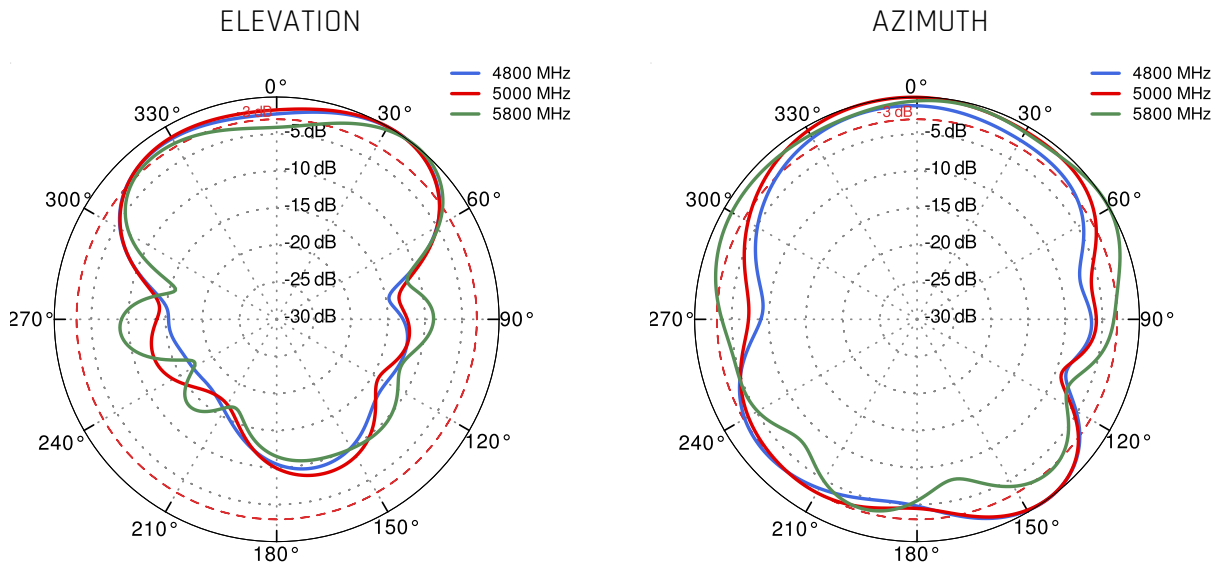 ELEVATION
4800 MHz
5000 MHz
5800 MHz
0°
30°
60°
90°
120°
150°
180°
210°
240°
270°
300°
330°
-3 dB
-5 dB
-10 dB
-15 dB
-20 dB
-25 dB
-30 dB
AZIMUTH
4800 MHz
5000 MHz
5800 MHz
0°
30°
60°
90°
120°
150°
180°
210°
240°
270°
300°
330°
-3 dB
-5 dB
-10 dB
-15 dB
-20 dB
-25 dB
-30 dB